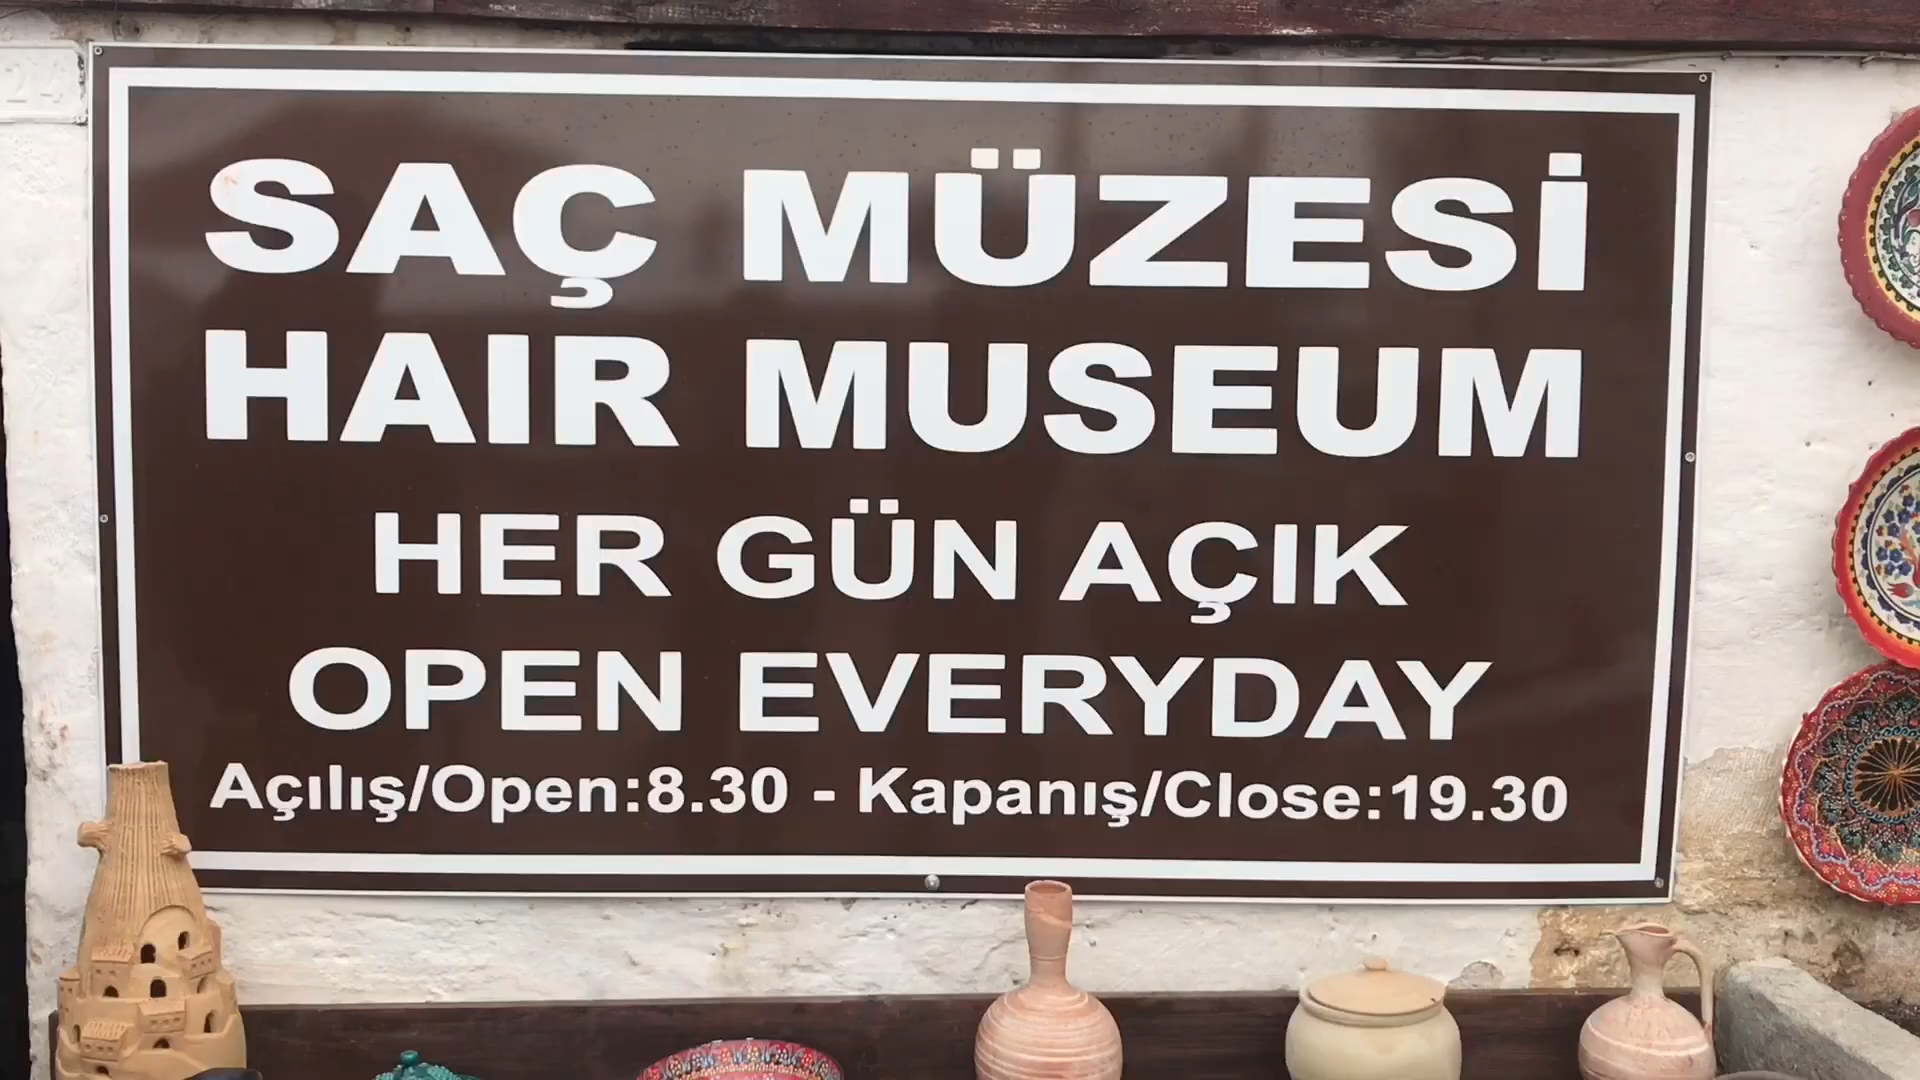 SAÇ MÜZESİ
HAIR MUSEUM
HER GÜN AÇIK
OPEN EVERYDAY
Açılış/Open:8.30 - Kapanış/Close:19.30